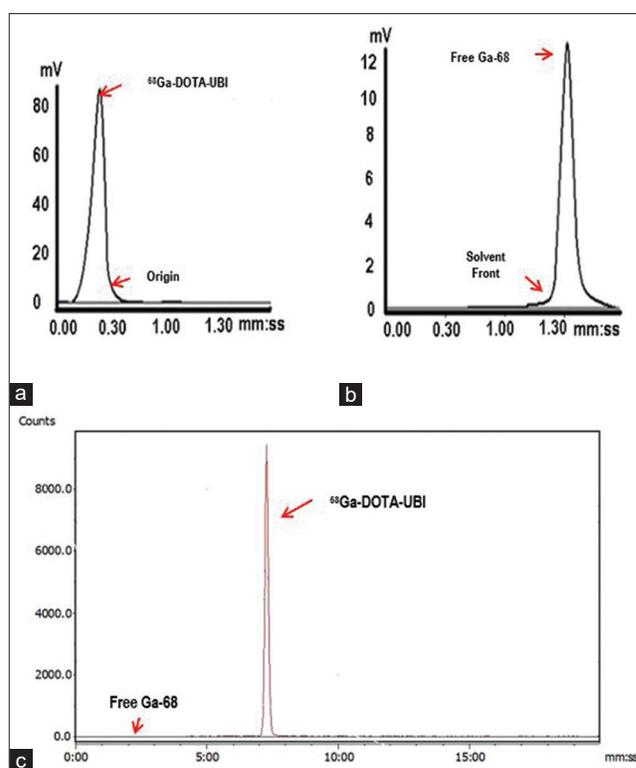 mV
80
60
40
20
0
⁶⁸Ga-DOTA-UBI
Origin
0.00 0.30 1.00 1.30 mm:ss
a
mV
12
10
8
6
4
2
0
Free Ga-68
Solvent
Front
0.00 0.30 1.00 1.30 mm:ss
b
Counts
8000.0
6000.0
4000.0
2000.0
0.0
⁶⁸Ga-DOTA-UBI
Free Ga-68
0:00 5:00 10:00 15:00 mm:ss
c